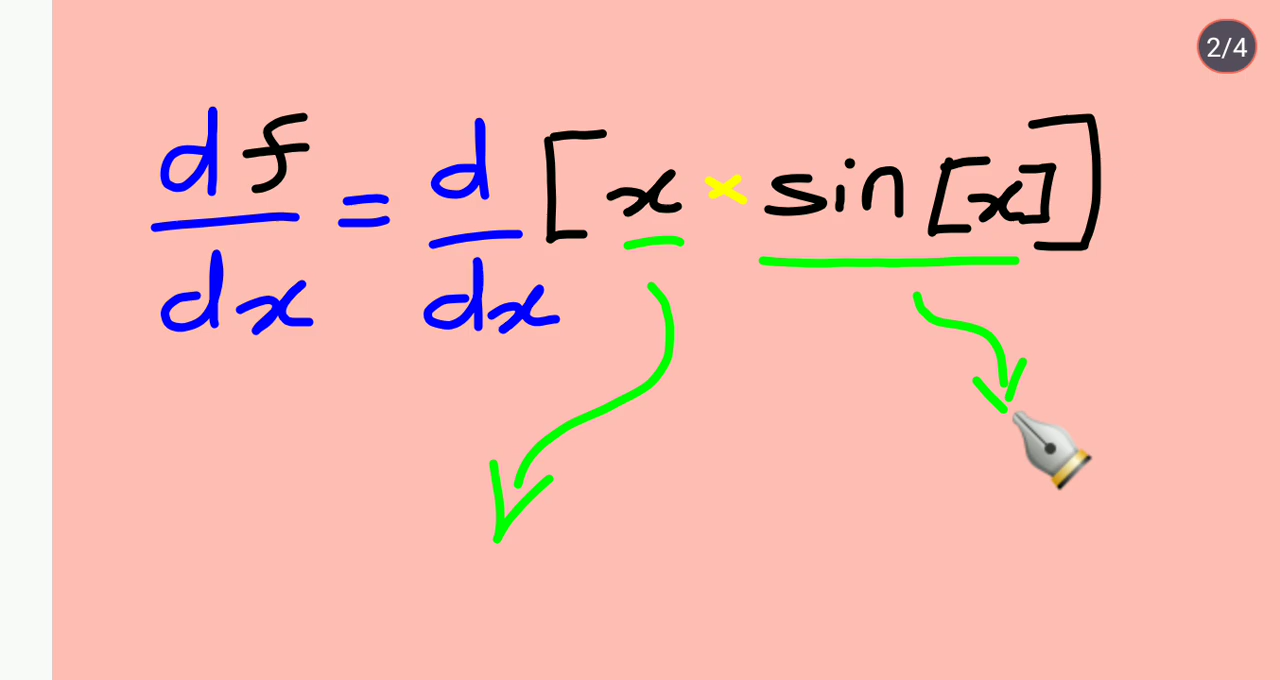 2/4
df/dx = d/dx [x × sin[x]]